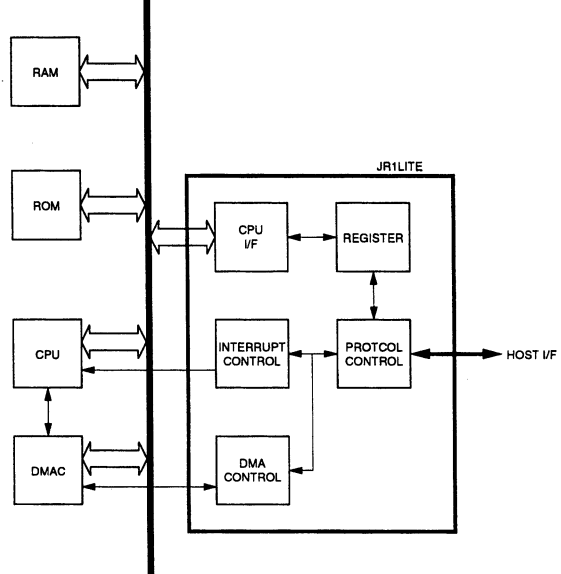 RAM
JR1LITE
ROM
CPU
I/F
REGISTER
CPU
INTERRUPT
CONTROL
PROTCOL
CONTROL
HOST I/F
DMAC
DMA
CONTROL